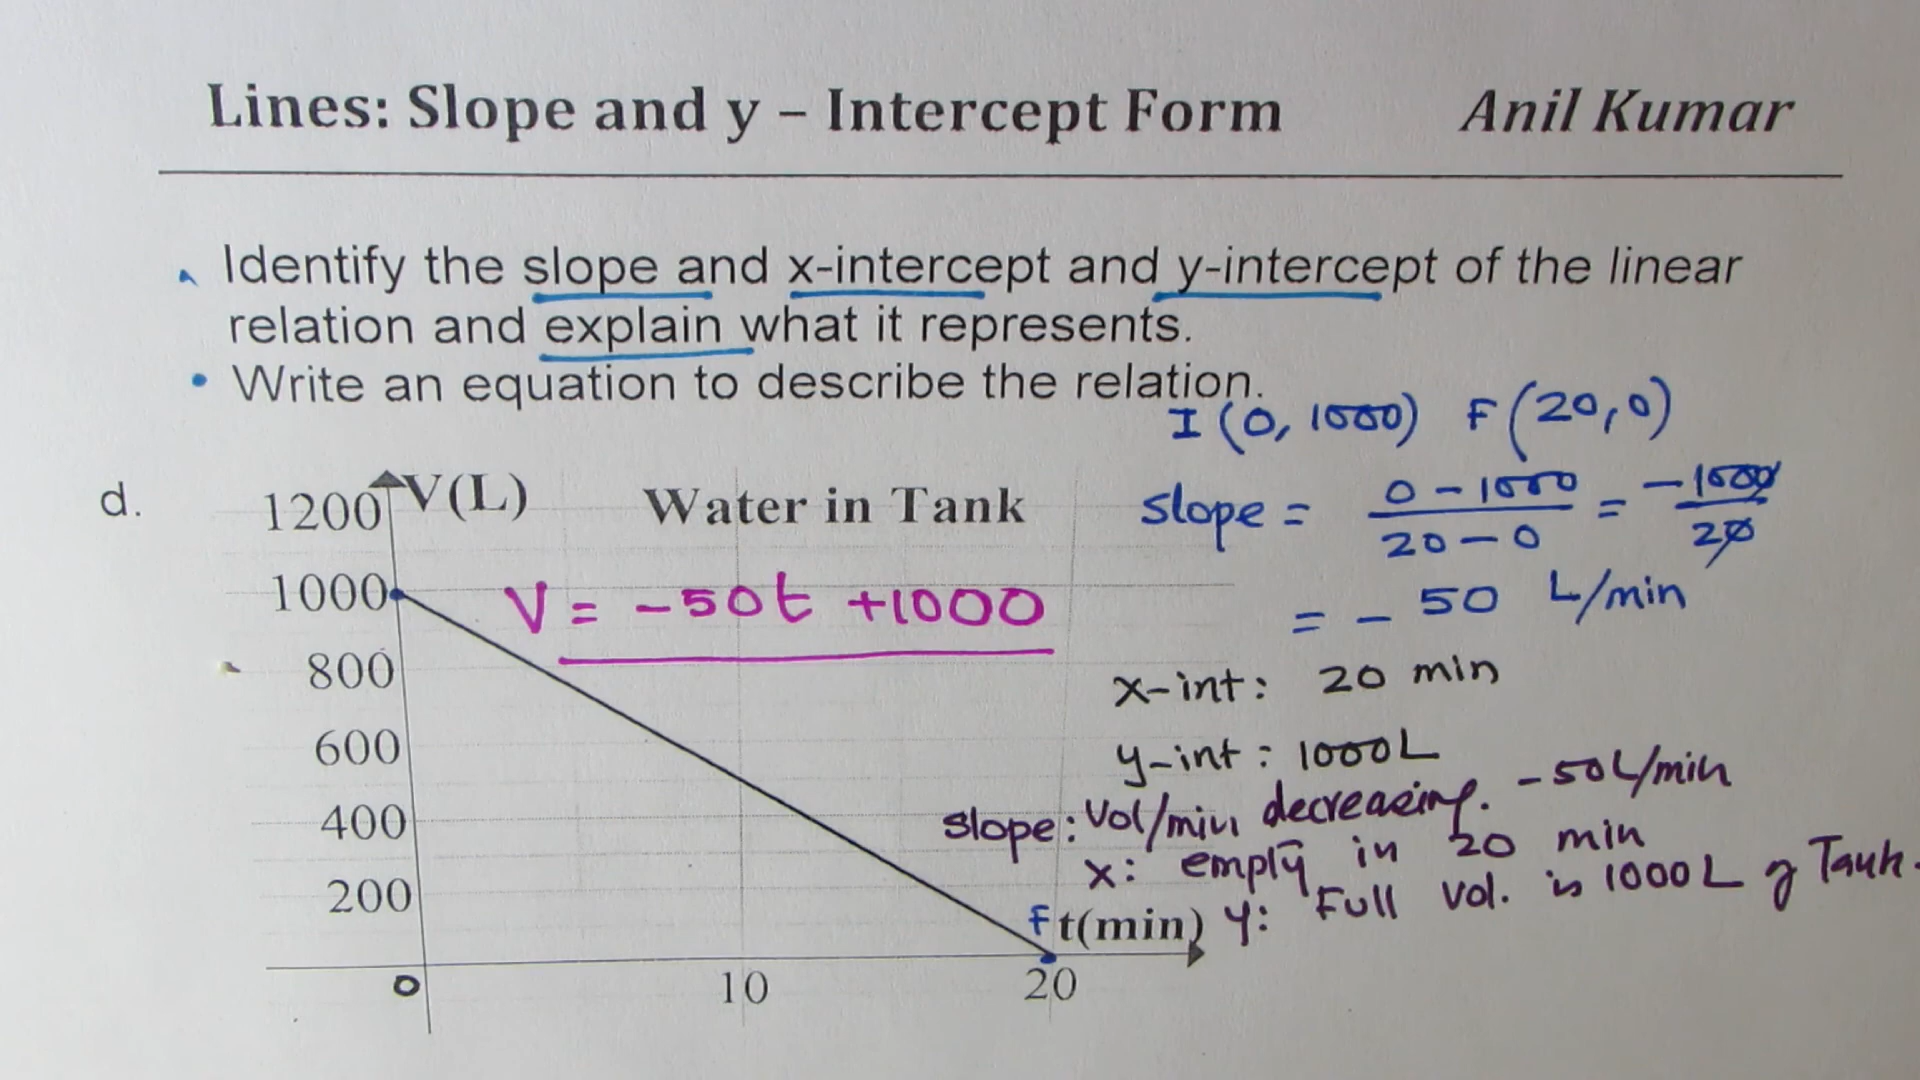 Lines: Slope and y – Intercept Form Anil Kumar
Identify the slope and x-intercept and y-intercept of the linear
relation and explain what it represents.
• Write an equation to describe the relation.
I (0, 1000) F (20, 0)
d.
V(L) Water in Tank
slope = 0 - 1000 / 20 - 0 = -1000 / 20
= - 50 L/min
V = -50t +1000
x-int: 20 min
y-int: 1000L
slope: Vol/min decreasing. -50L/min
x: empty in 20 min
y: Full Vol. is 1000L of Tank.
1200
1000
800
600
400
200
F t(min)
0 10 20